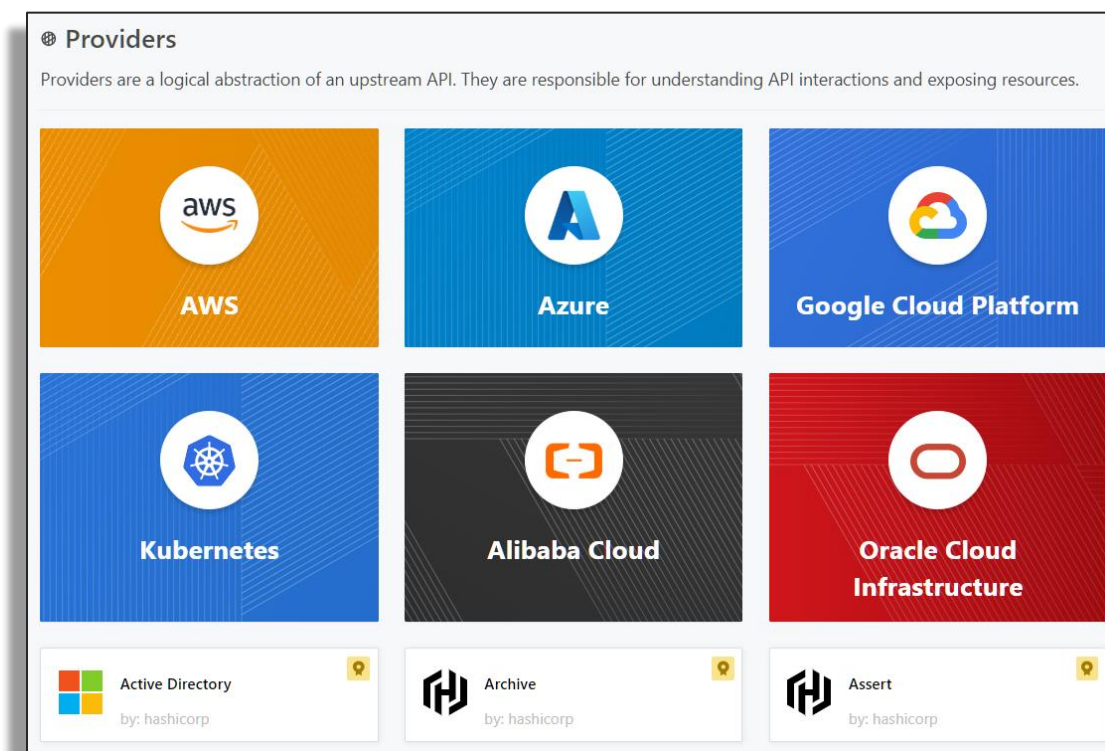 Providers
Providers are a logical abstraction of an upstream API. They are responsible for understanding API interactions and exposing resources.
aws
AWS
Azure
Google Cloud Platform
Kubernetes
Alibaba Cloud
Oracle Cloud
Infrastructure
Active Directory
by: hashicorp
Archive
by: hashicorp
Assert
by: hashicorp